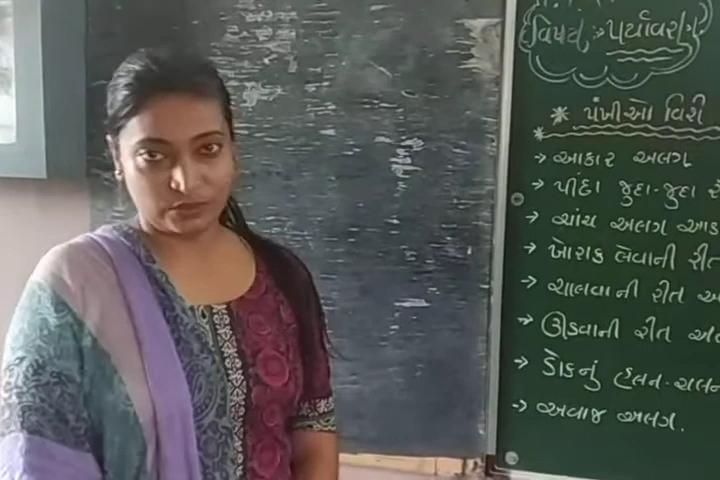 વિષય :- પર્યાવરણ
* પંખીઓ વિશે
→ આકાર અલગ
→ પીંછા જુદા-જુદા
→ ચાંચ અલગ
→ ખોરાક લેવાની રીત
→ ચાલવાની રીત
→ ઊડવાની રીત
→ ડોકનું હલન-ચલન
→ અવાજ અલગ.